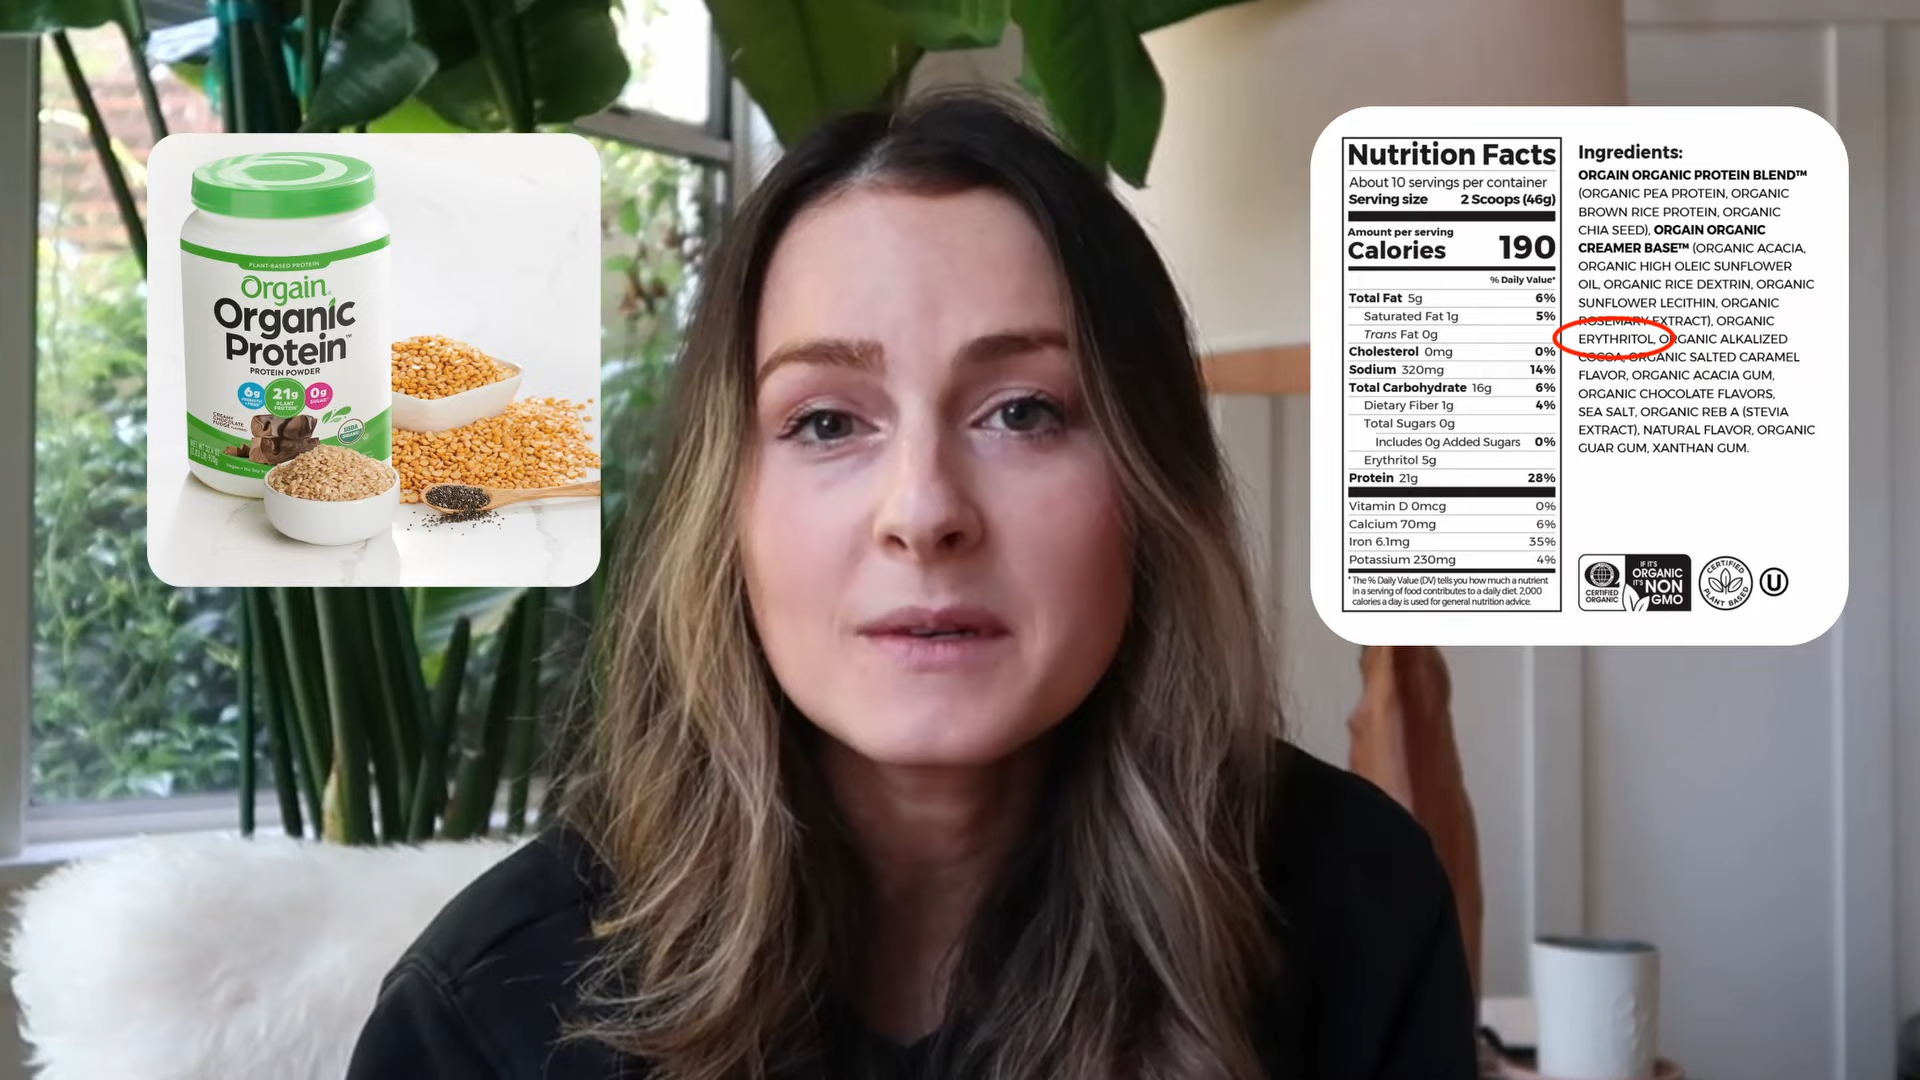 PLANT-BASED PROTEIN
Orgain
Organic
Protein™
PROTEIN POWDER
6g
21g
PLANT
PROTEIN
0g
SUGAR
CREAMY
CHOCOLATE
FUDGE
USDA
ORGANIC
Nutrition Facts
About 10 servings per container
Serving size 2 Scoops (46g)
Amount per serving
Calories 190
% Daily Value*
Total Fat 5g 6%
Saturated Fat 1g 5%
Trans Fat 0g
Cholesterol 0mg 0%
Sodium 320mg 14%
Total Carbohydrate 16g 6%
Dietary Fiber 1g 4%
Total Sugars 0g
Includes 0g Added Sugars 0%
Erythritol 5g
Protein 21g 28%
Vitamin D 0mcg 0%
Calcium 70mg 6%
Iron 6.1mg 35%
Potassium 230mg 4%
* The % Daily Value (DV) tells you how much a nutrient
in a serving of food contributes to a daily diet. 2,000
calories a day is used for general nutrition advice.
Ingredients:
ORGAIN ORGANIC PROTEIN BLEND™
(ORGANIC PEA PROTEIN, ORGANIC
BROWN RICE PROTEIN, ORGANIC
CHIA SEED), ORGAIN ORGANIC
CREAMER BASE™ (ORGANIC ACACIA,
ORGANIC HIGH OLEIC SUNFLOWER
OIL, ORGANIC RICE DEXTRIN, ORGANIC
SUNFLOWER LECITHIN, ORGANIC
ROSEMARY EXTRACT), ORGANIC
ERYTHRITOL, ORGANIC ALKALIZED
COCOA, ORGANIC SALTED CARAMEL
FLAVOR, ORGANIC ACACIA GUM,
ORGANIC CHOCOLATE FLAVORS,
SEA SALT, ORGANIC REB A (STEVIA
EXTRACT), NATURAL FLAVOR, ORGANIC
GUAR GUM, XANTHAN GUM.
CERTIFIED
ORGANIC
IF IT'S
ORGANIC
IT'S NON
GMO
CERTIFIED
PLANT BASED
U